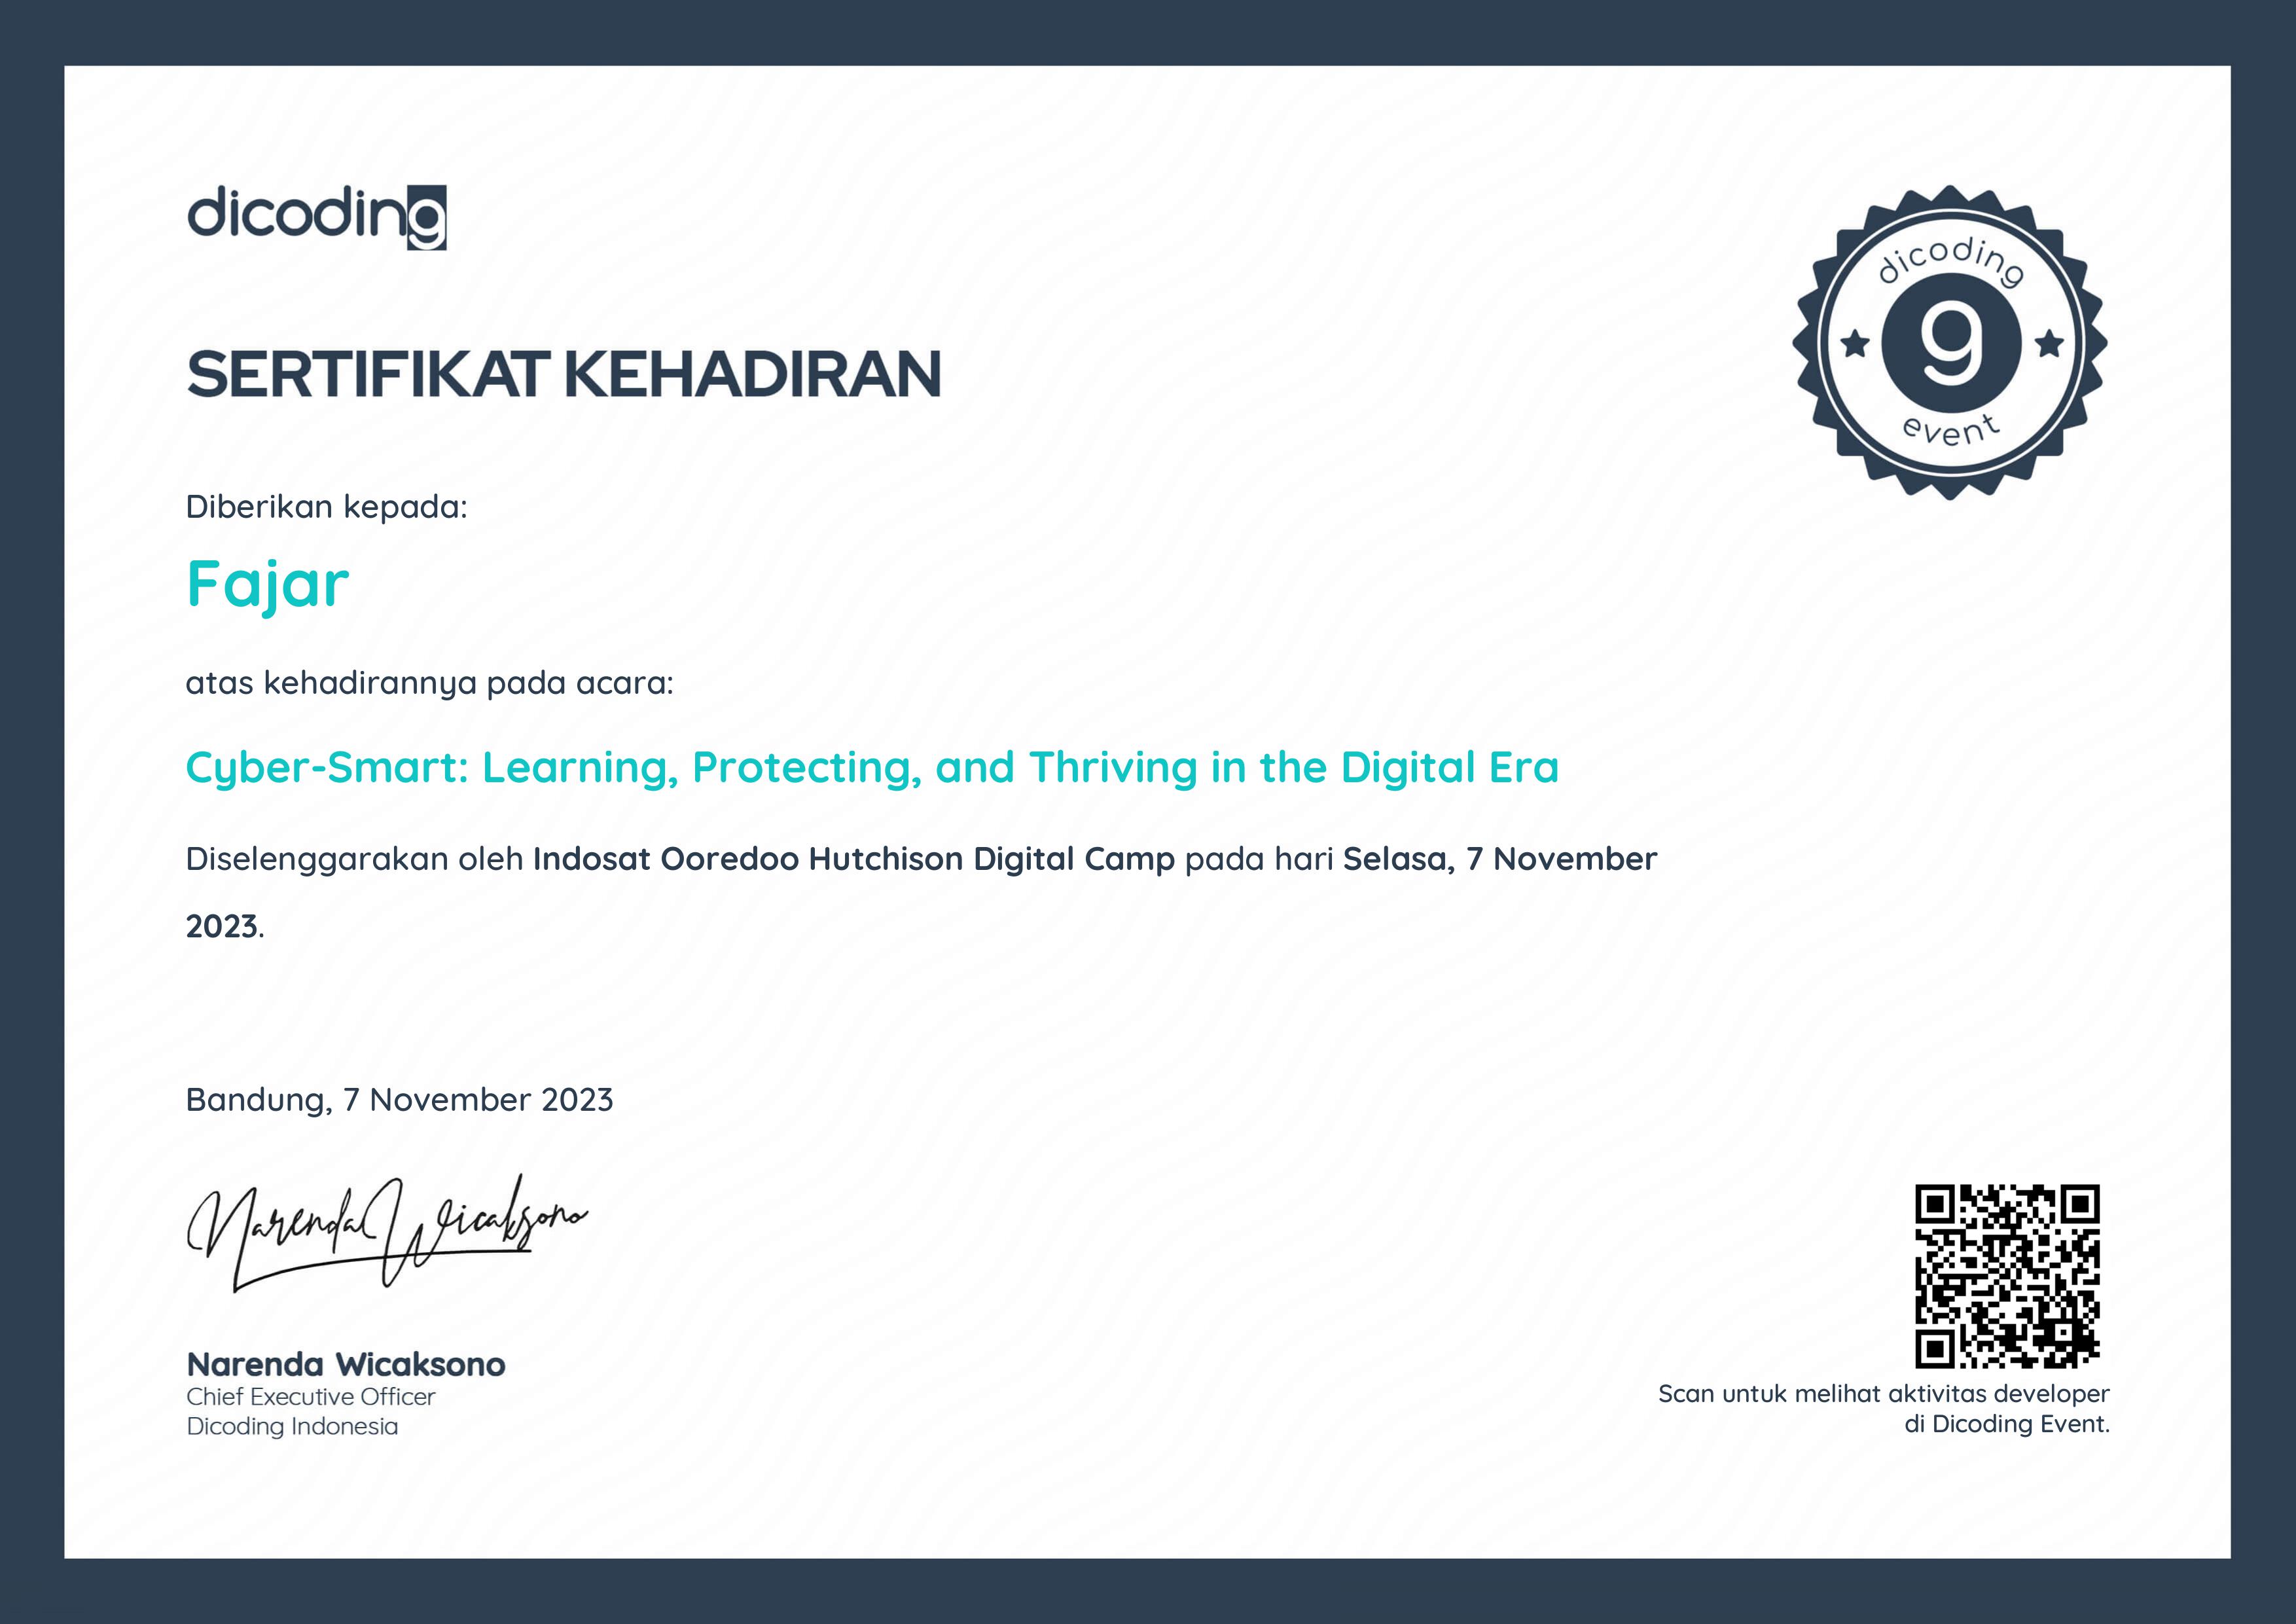 dicoding
SERTIFIKAT KEHADIRAN
dicoding
g
event
Diberikan kepada:
Fajar
atas kehadirannya pada acara:
Cyber-Smart: Learning, Protecting, and Thriving in the Digital Era
Diselenggarakan oleh Indosat Ooredoo Hutchison Digital Camp pada hari Selasa, 7 November
2023.
Bandung, 7 November 2023
Narenda Wicaksono
Narenda Wicaksono
Chief Executive Officer
Dicoding Indonesia
Scan untuk melihat aktivitas developer
di Dicoding Event.